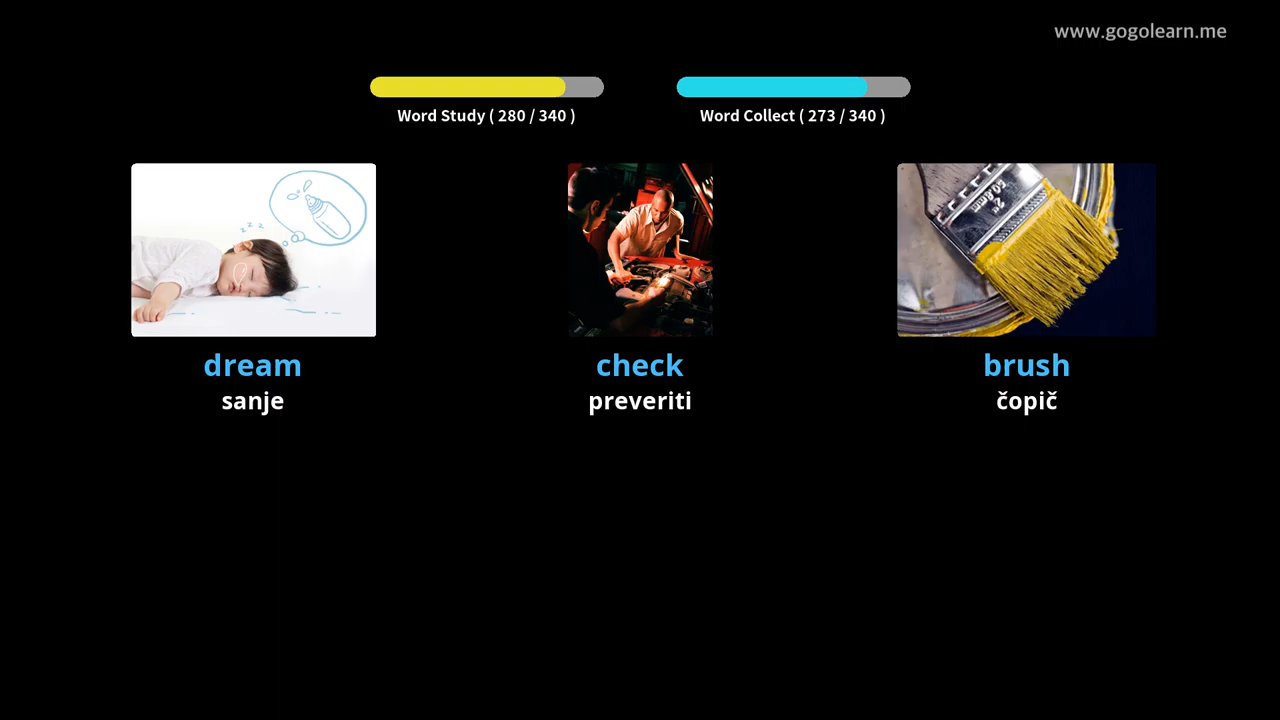 www.gogolearn.me
Word Study ( 280 / 340 )
Word Collect ( 273 / 340 )
dream
sanje
check
preveriti
brush
čopič